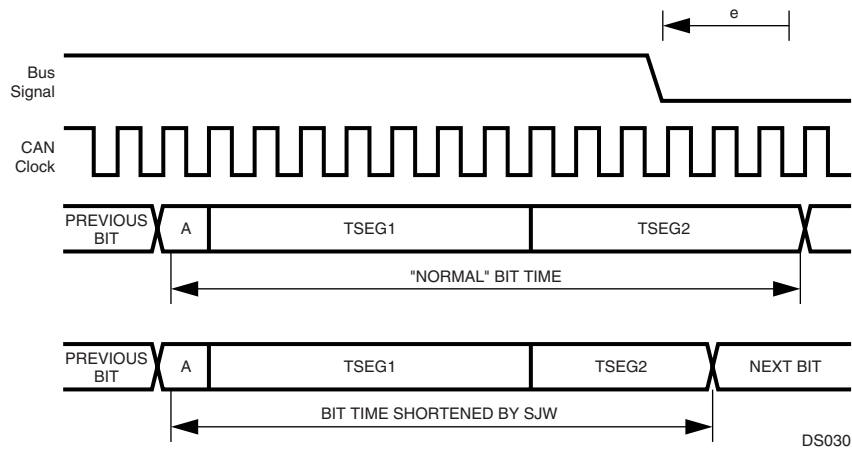 e
Bus
Signal
CAN
Clock
PREVIOUS
BIT
A
TSEG1
TSEG2
"NORMAL" BIT TIME
PREVIOUS
BIT
A
TSEG1
TSEG2
NEXT BIT
BIT TIME SHORTENED BY SJW
DS030